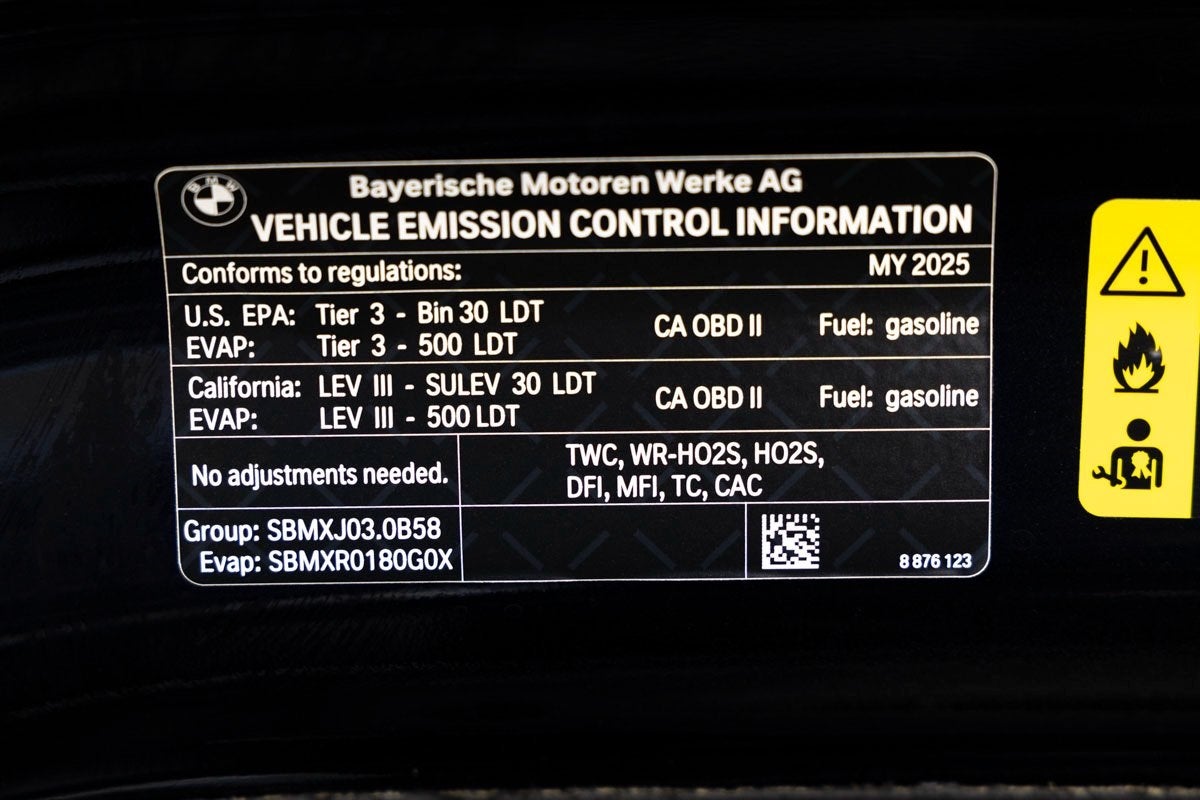 BMW
Bayerische Motoren Werke AG
VEHICLE EMISSION CONTROL INFORMATION
Conforms to regulations: MY 2025
U.S. EPA: Tier 3 - Bin 30 LDT CA OBD II Fuel: gasoline
EVAP: Tier 3 - 500 LDT
California: LEV III - SULEV 30 LDT CA OBD II Fuel: gasoline
EVAP: LEV III - 500 LDT
No adjustments needed.
TWC, WR-HO2S, HO2S,
DFI, MFI, TC, CAC
Group: SBMXJ03.0B58
Evap: SBMXR0180G0X
8 876 123